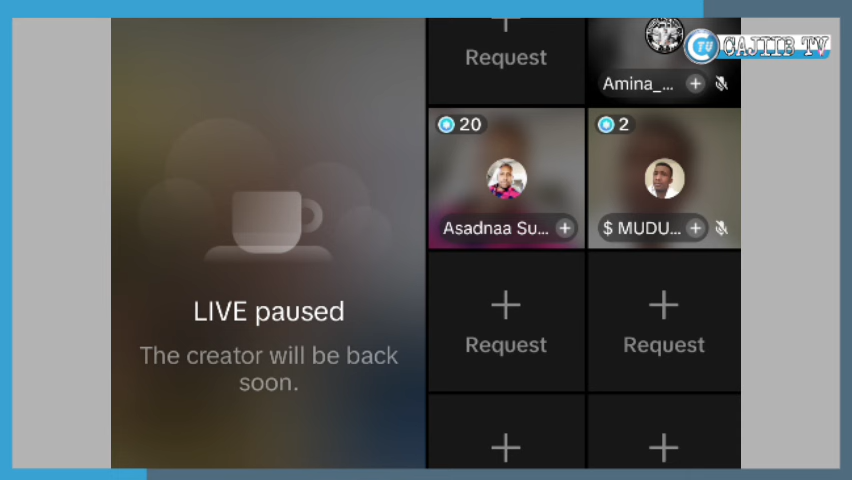 Request
CAJIIB TV
TU
Amina_...
20
2
Asadnaa Su...
$ MUDU...
LIVE paused
The creator will be back
soon.
Request
Request